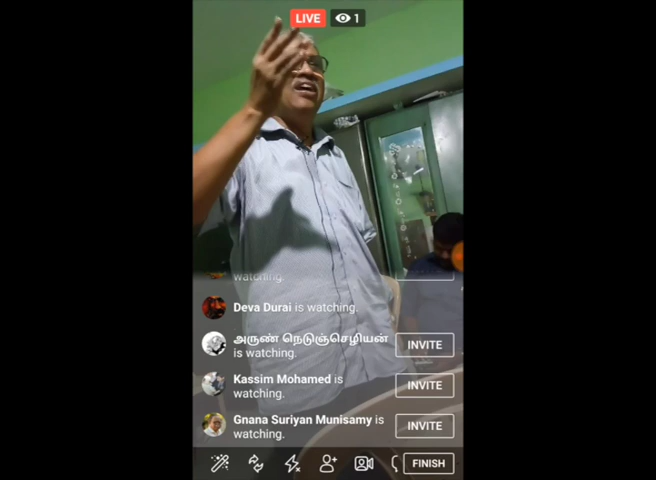 LIVE 1
watching.
Deva Durai is watching.
அருண் நெடுஞ்செழியன்
is watching.
INVITE
Kassim Mohamed is
watching.
INVITE
Gnana Suriyan Munisamy is
watching.
INVITE
FINISH